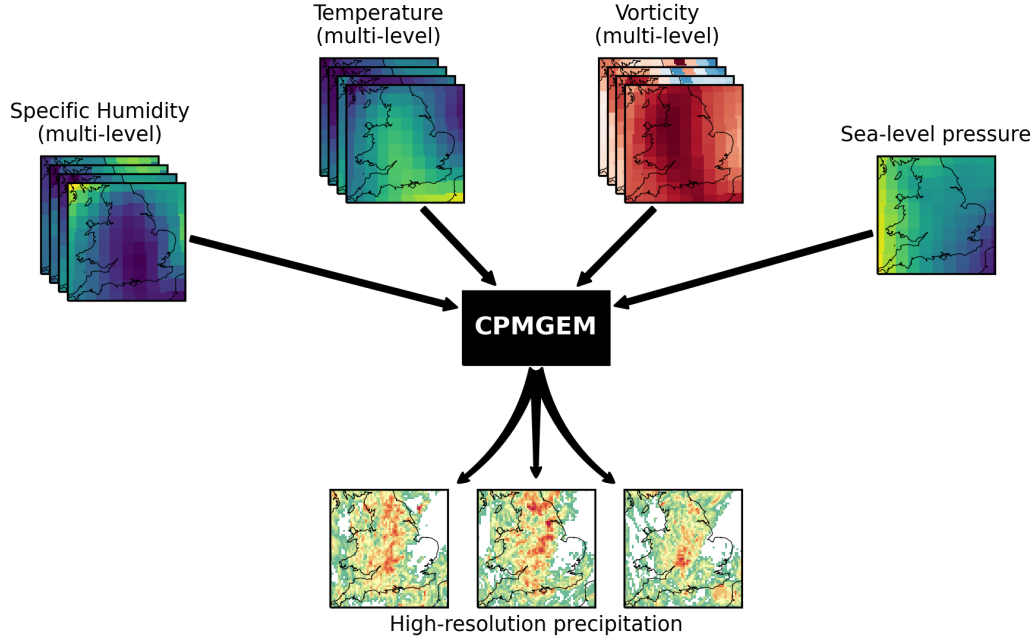 Temperature
(multi-level)
Vorticity
(multi-level)
Specific Humidity
(multi-level)
Sea-level pressure
CPMGEM
High-resolution precipitation